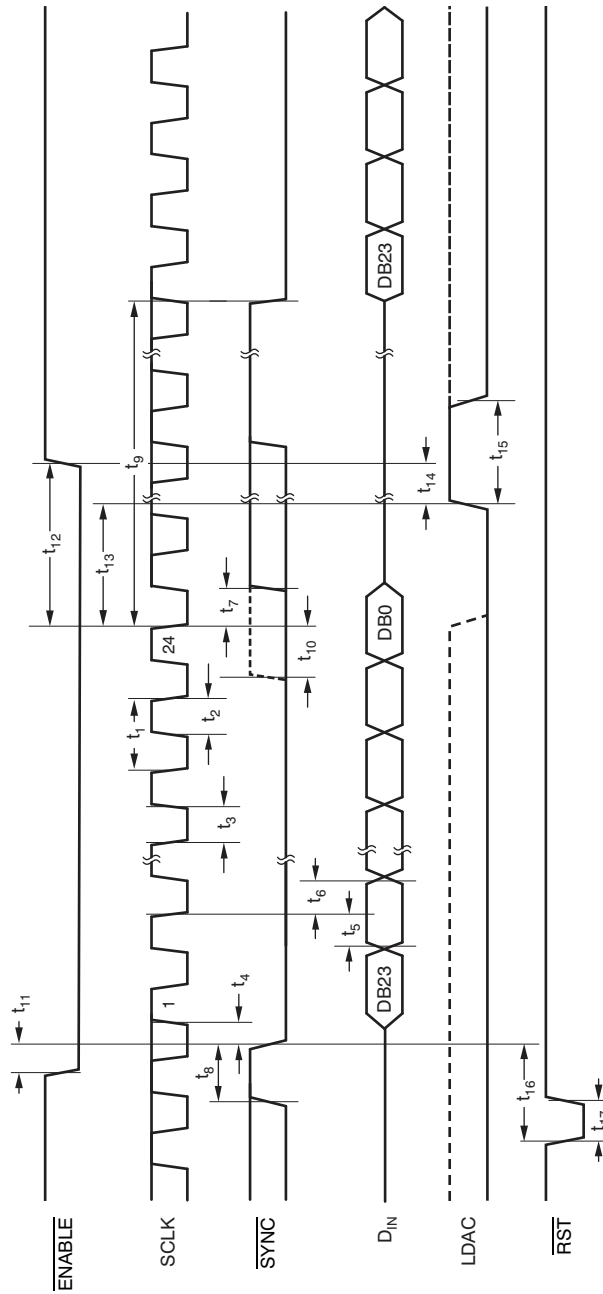 ENABLE
t11
t12
t13
t9
SCLK
1
24
t1
t2
t3
SYNC
t8
t4
t10
t7
DIN
DB23
t5
t6
DB0
DB23
LDAC
t14
t15
RST
t16
t17